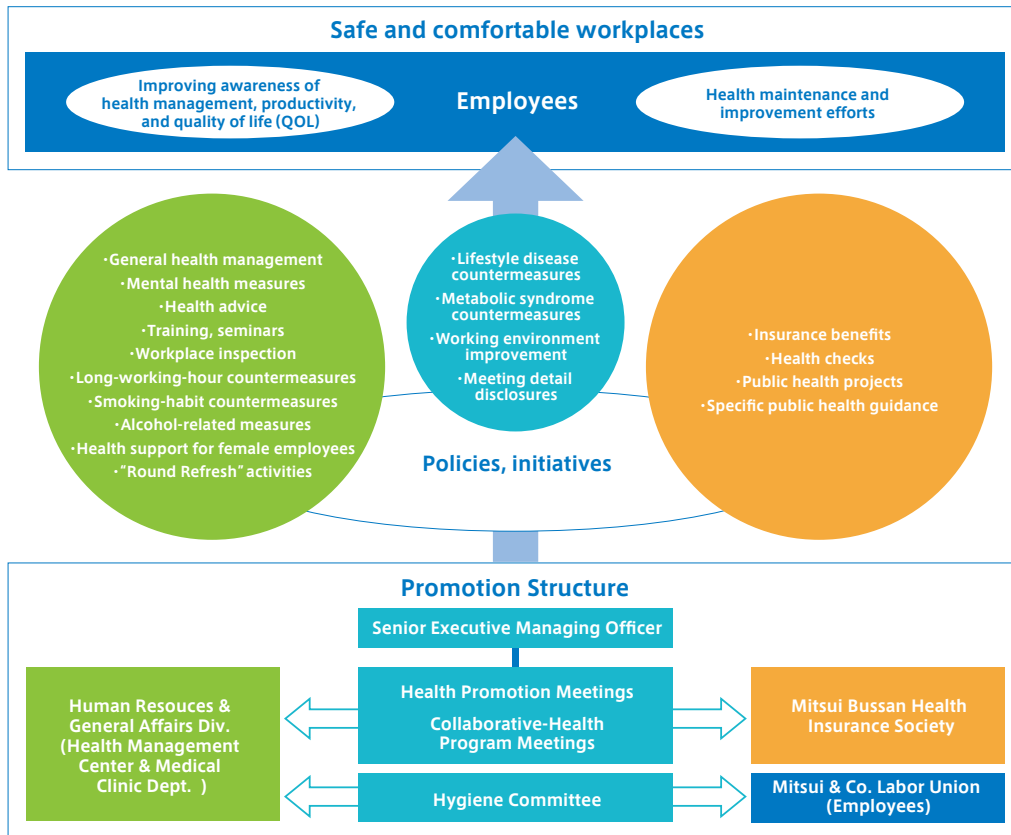 Safe and comfortable workplaces
Improving awareness of
health management, productivity,
and quality of life (QOL)
Employees
Health maintenance and
improvement efforts
・General health management
・Mental health measures
・Health advice
・Training, seminars
・Workplace inspection
・Long-working-hour countermeasures
・Smoking-habit countermeasures
・Alcohol-related measures
・Health support for female employees
・"Round Refresh" activities
・Lifestyle disease
countermeasures
・Metabolic syndrome
countermeasures
・Working environment
improvement
・Meeting detail
disclosures
・Insurance benefits
・Health checks
・Public health projects
・Specific public health guidance
Policies, initiatives
Promotion Structure
Senior Executive Managing Officer
Human Resouces &
General Affairs Div.
(Health Management
Center & Medical
Clinic Dept. )
Health Promotion Meetings
Collaborative-Health
Program Meetings
Mitsui Bussan Health
Insurance Society
Hygiene Committee
Mitsui & Co. Labor Union
(Employees)